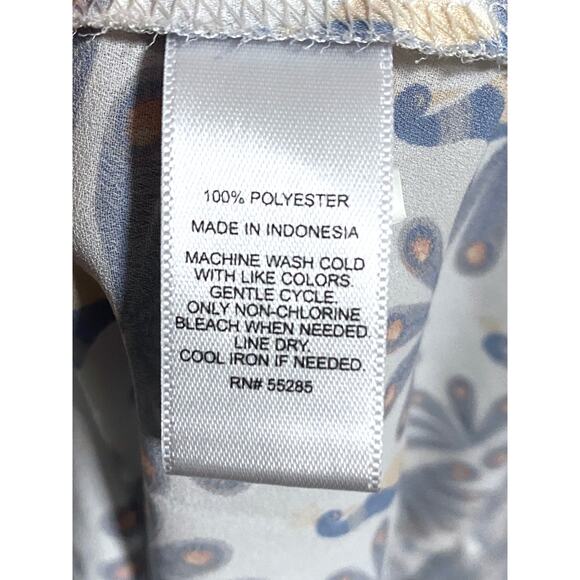 100% POLYESTER
MADE IN INDONESIA
MACHINE WASH COLD
WITH LIKE COLORS.
GENTLE CYCLE.
ONLY NON-CHLORINE
BLEACH WHEN NEEDED.
LINE DRY.
COOL IRON IF NEEDED.
RN# 55285